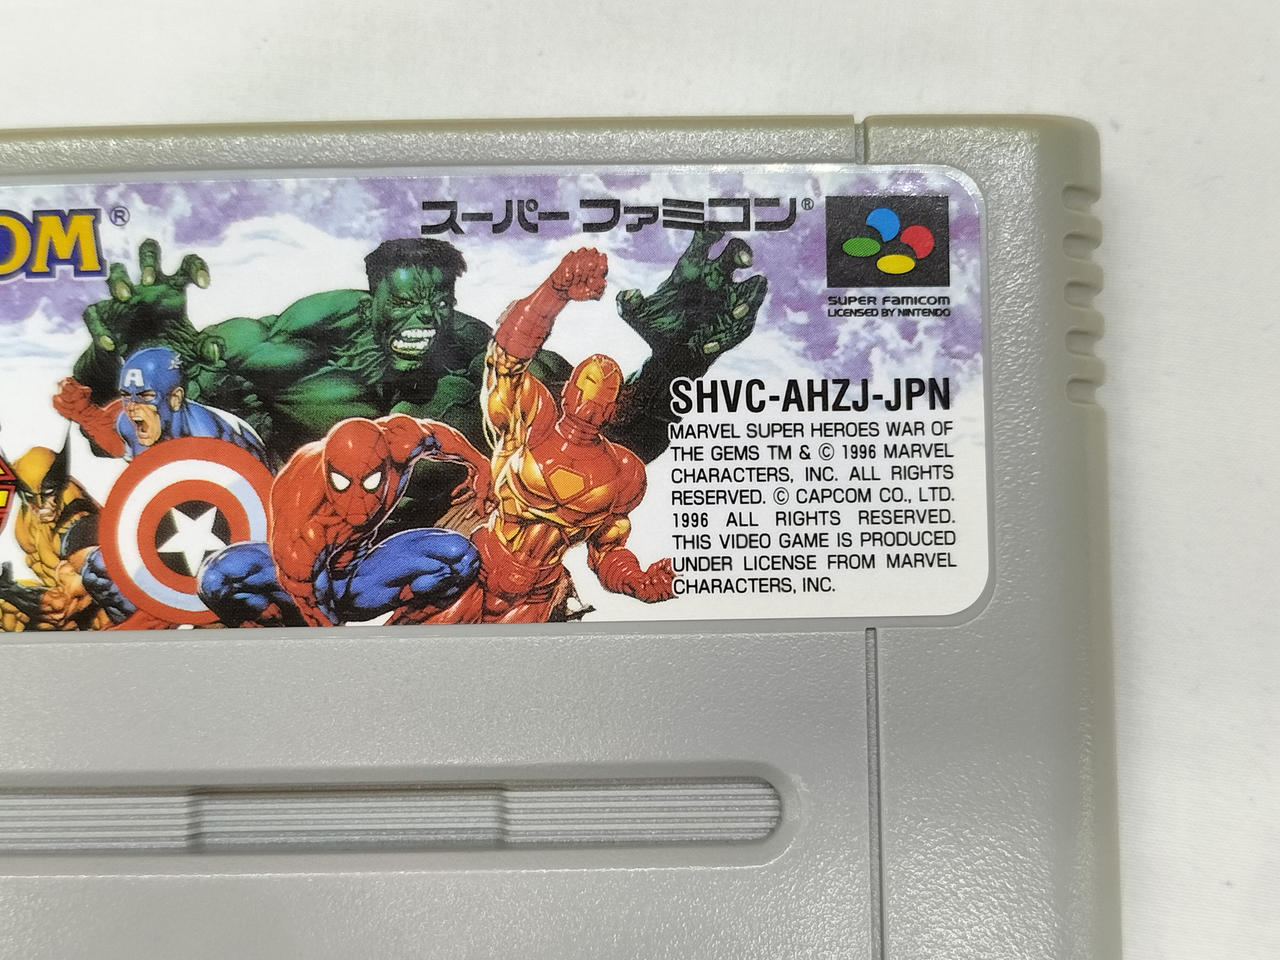 OM®
スーパーファミコン®
SUPER FAMICOM
LICENSED BY NINTENDO
A
SHVC-AHZJ-JPN
MARVEL SUPER HEROES WAR OF
THE GEMS TM & © 1996 MARVEL
CHARACTERS, INC. ALL RIGHTS
RESERVED. © CAPCOM CO., LTD.
1996 ALL RIGHTS RESERVED.
THIS VIDEO GAME IS PRODUCED
UNDER LICENSE FROM MARVEL
CHARACTERS, INC.